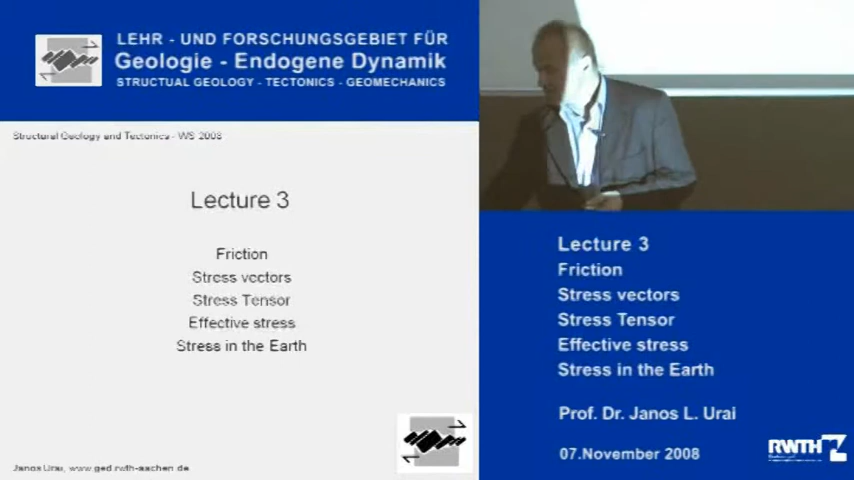 LEHR - UND FORSCHUNGSGEBIET FÜR
Geologie - Endogene Dynamik
STRUCTUAL GEOLOGY - TECTONICS - GEOMECHANICS
Structural Geology and Tectonics - WS 2008
Lecture 3
Friction
Stress vectors
Stress Tensor
Effective stress
Stress in the Earth
Janos Urai, www.ged.rwth-aachen.de
Lecture 3
Friction
Stress vectors
Stress Tensor
Effective stress
Stress in the Earth
Prof. Dr. Janos L. Urai
07.November 2008
RWTH